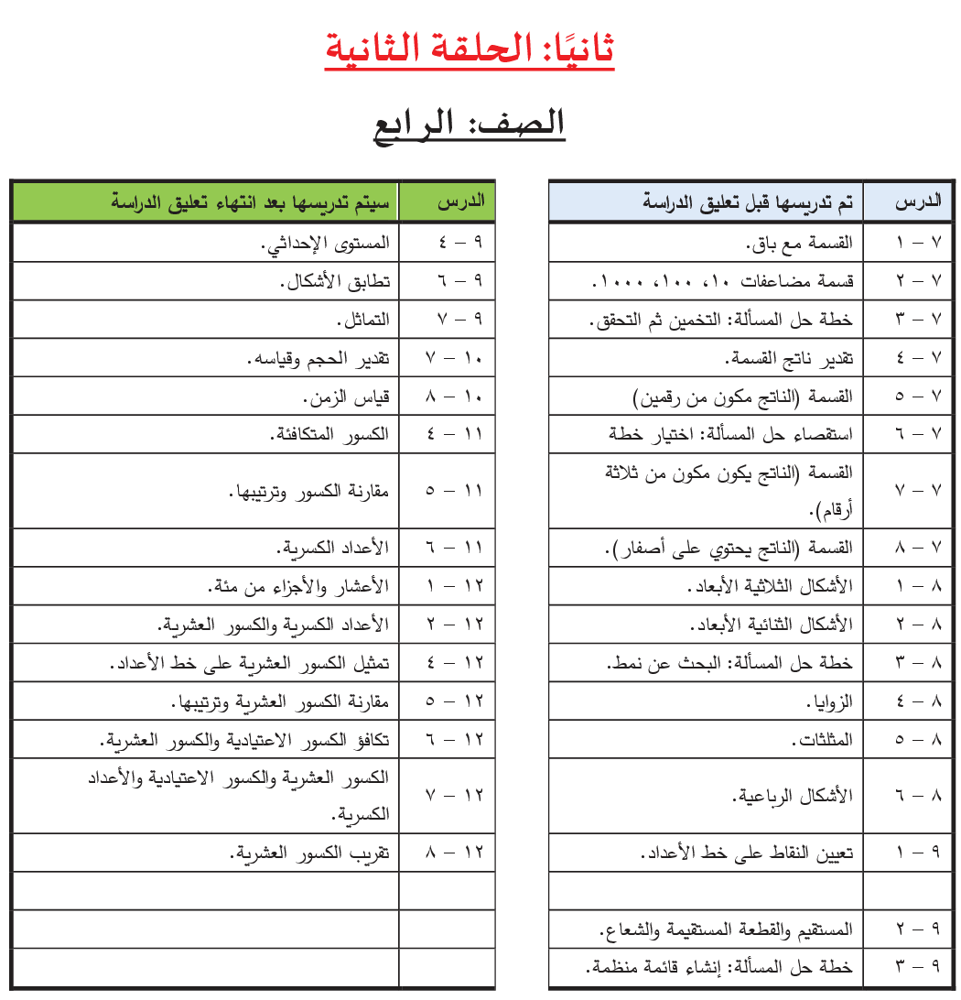 ثانيًا: الحلقة الثانية
الصف: الرابع
الدرس تم تدريسها قبل تعليق الدراسة
٧ – ١ القسمة مع باق.
٧ – ٢ قسمة مضاعفات ١٠، ١٠٠، ١٠٠٠.
٧ – ٣ خطة حل المسألة: التخمين ثم التحقق.
٧ – ٤ تقدير ناتج القسمة.
٧ – ٥ القسمة (الناتج مكون من رقمين)
٧ – ٦ استقصاء حل المسألة: اختيار خطة
٧ – ٧ القسمة (الناتج يكون مكون من ثلاثة
أرقام).
٧ – ٨ القسمة (الناتج يحتوي على أصفار).
٨ – ١ الأشكال الثلاثية الأبعاد.
٨ – ٢ الأشكال الثنائية الأبعاد.
٨ – ٣ خطة حل المسألة: البحث عن نمط.
٨ – ٤ الزوايا.
٨ – ٥ المثلثات.
٨ – ٦ الأشكال الرباعية.
٩ – ١ تعيين النقاط على خط الأعداد.
٩ – ٢ المستقيم والقطعة المستقيمة والشعاع.
٩ – ٣ خطة حل المسألة: إنشاء قائمة منظمة.
الدرس سيتم تدريسها بعد انتهاء تعليق الدراسة
٩ – ٤ المستوى الإحداثي.
٩ – ٦ تطابق الأشكال.
٩ – ٧ التماثل.
١٠ – ٧ تقدير الحجم وقياسه.
١٠ – ٨ قياس الزمن.
١١ – ٤ الكسور المتكافئة.
١١ – ٥ مقارنة الكسور وترتيبها.
١١ – ٦ الأعداد الكسرية.
١٢ – ١ الأعشار والأجزاء من مئة.
١٢ – ٢ الأعداد الكسرية والكسور العشرية.
١٢ – ٤ تمثيل الكسور العشرية على خط الأعداد.
١٢ – ٥ مقارنة الكسور العشرية وترتيبها.
١٢ – ٦ تكافؤ الكسور الاعتيادية والكسور العشرية.
١٢ – ٧ الكسور العشرية والكسور الاعتيادية والأعداد
الكسرية.
١٢ – ٨ تقريب الكسور العشرية.